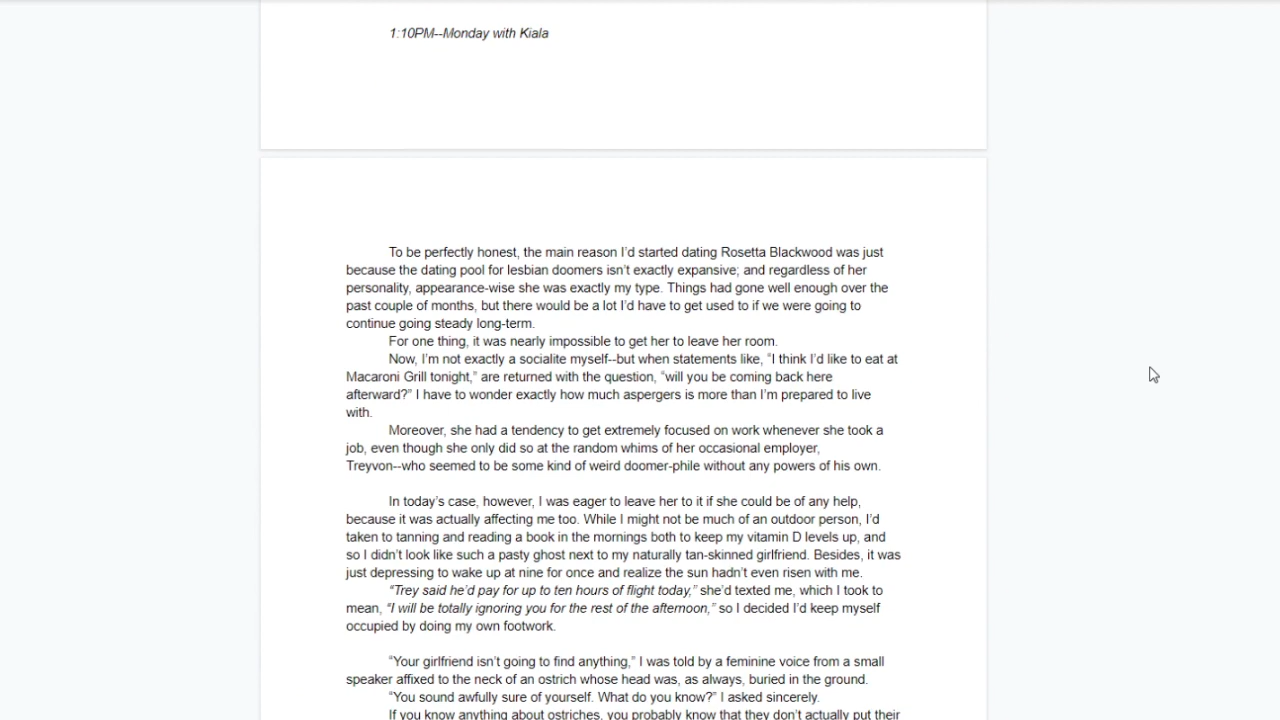 1:10PM--Monday with Kiala
To be perfectly honest, the main reason I’d started dating Rosetta Blackwood was just
because the dating pool for lesbian doomers isn’t exactly expansive; and regardless of her
personality, appearance-wise she was exactly my type. Things had gone well enough over the
past couple of months, but there would be a lot I’d have to get used to if we were going to
continue going steady long-term.
For one thing, it was nearly impossible to get her to leave her room.
Now, I’m not exactly a socialite myself--but when statements like, “I think I’d like to eat at
Macaroni Grill tonight,” are returned with the question, “will you be coming back here
afterward?” I have to wonder exactly how much aspergers is more than I’m prepared to live
with.
Moreover, she had a tendency to get extremely focused on work whenever she took a
job, even though she only did so at the random whims of her occasional employer,
Treyvon--who seemed to be some kind of weird doomer-phile without any powers of his own.
In today’s case, however, I was eager to leave her to it if she could be of any help,
because it was actually affecting me too. While I might not be much of an outdoor person, I’d
taken to tanning and reading a book in the mornings both to keep my vitamin D levels up, and
so I didn’t look like such a pasty ghost next to my naturally tan-skinned girlfriend. Besides, it was
just depressing to wake up at nine for once and realize the sun hadn’t even risen with me.
“Trey said he’d pay for up to ten hours of flight today,” she’d texted me, which I took to
mean, “I will be totally ignoring you for the rest of the afternoon,” so I decided I’d keep myself
occupied by doing my own footwork.
“Your girlfriend isn’t going to find anything,” I was told by a feminine voice from a small
speaker affixed to the neck of an ostrich whose head was, as always, buried in the ground.
“You sound awfully sure of yourself. What do you know?” I asked sincerely.
If you know anything about ostriches, you probably know that they don’t actually put their